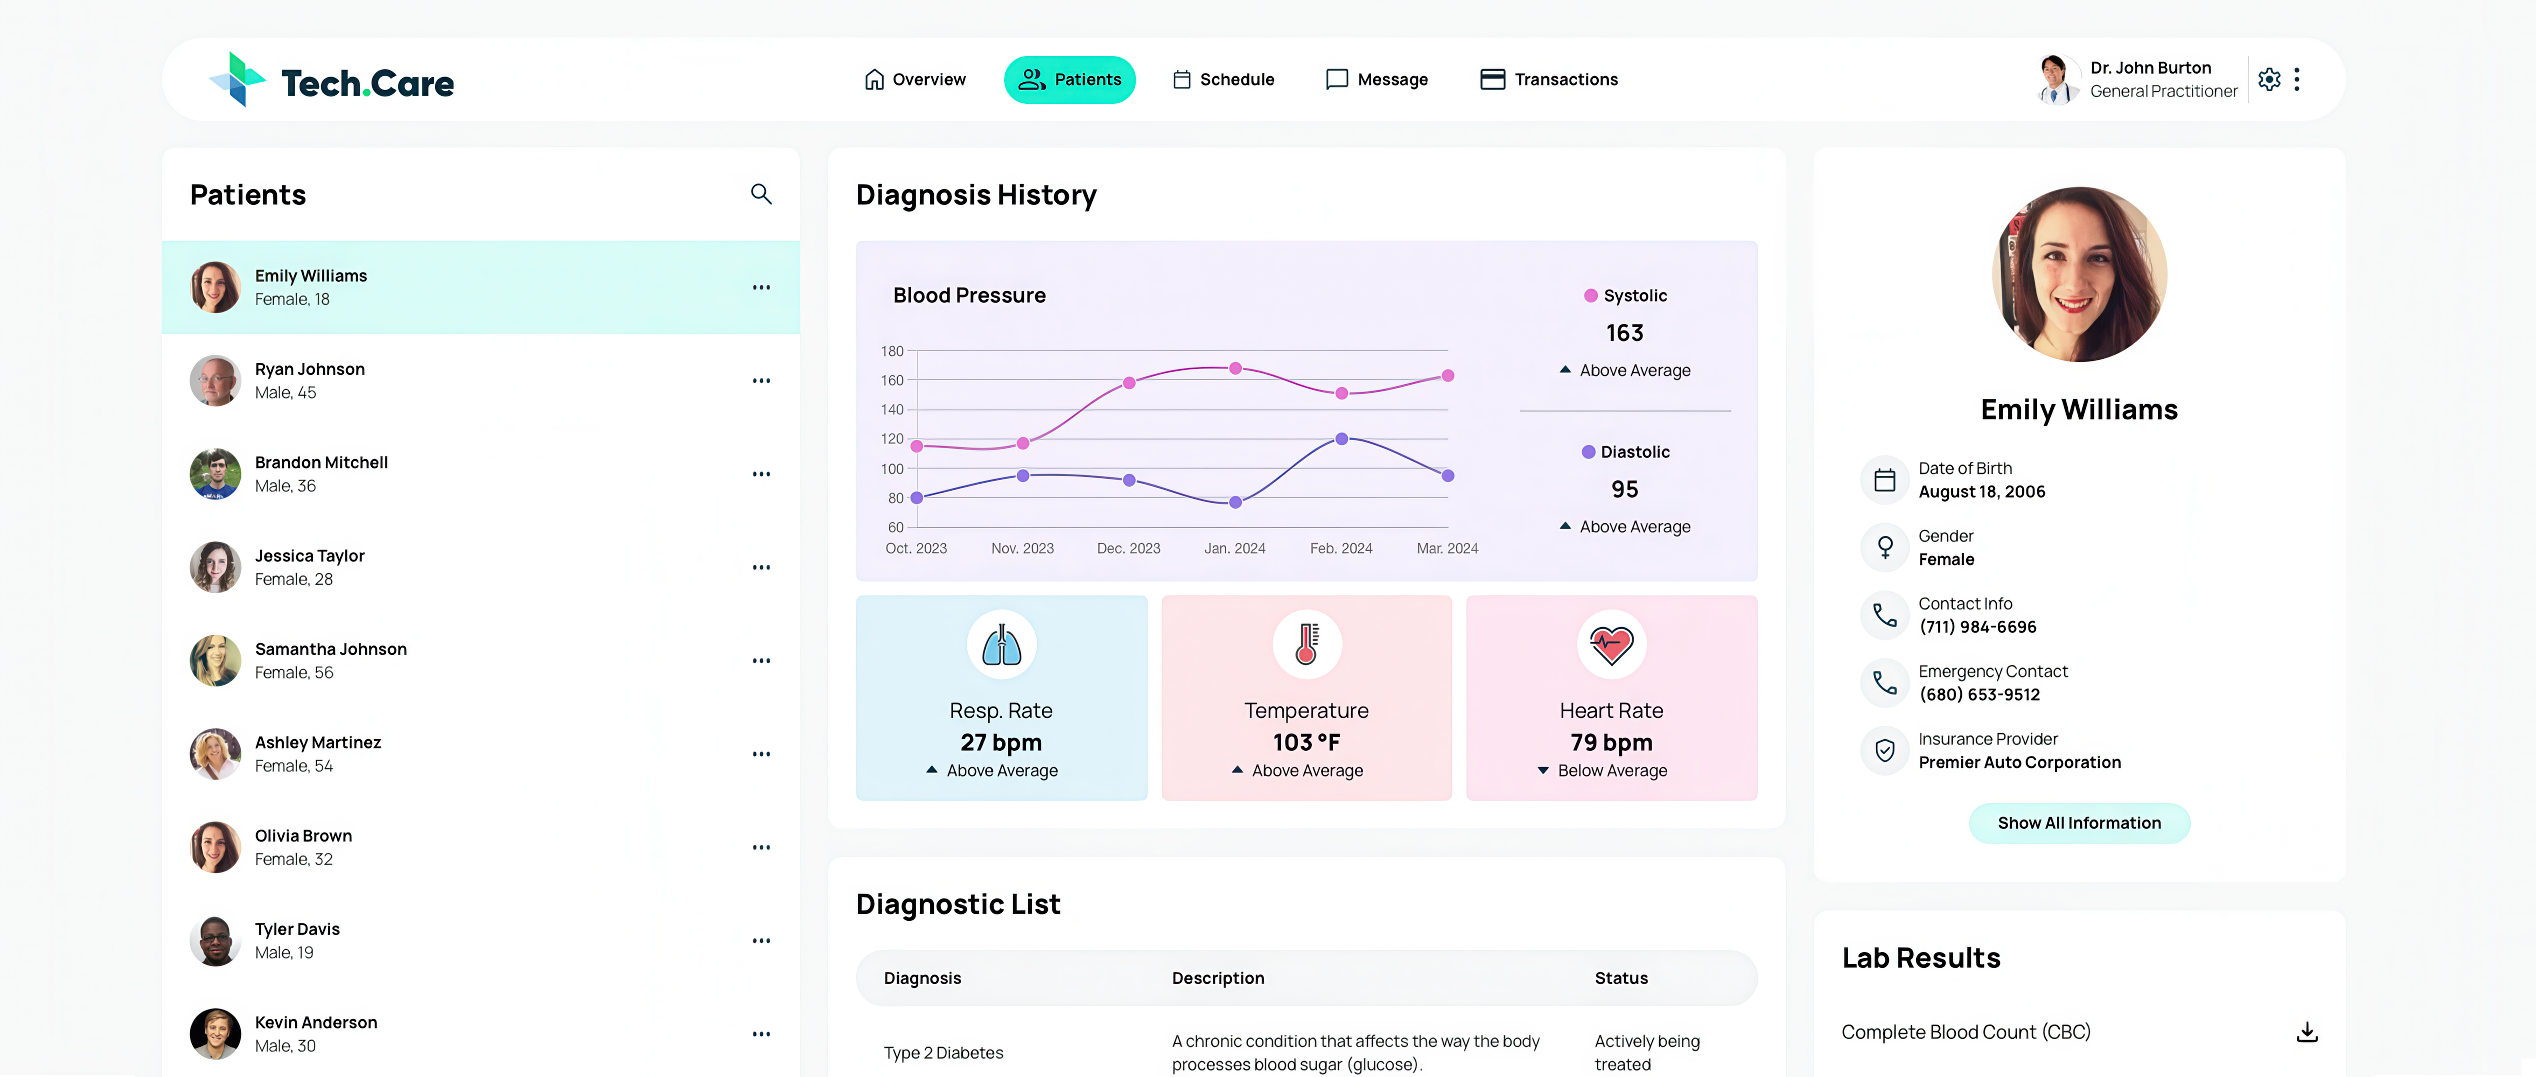 Tech.Care
Overview
Patients
Schedule
Message
Transactions
Dr. John Burton
General Practitioner
Patients
Emily Williams
Female, 18
Ryan Johnson
Male, 45
Brandon Mitchell
Male, 36
Jessica Taylor
Female, 28
Samantha Johnson
Female, 56
Ashley Martinez
Female, 54
Olivia Brown
Female, 32
Tyler Davis
Male, 19
Kevin Anderson
Male, 30
Diagnosis History
Blood Pressure
180
160
140
120
100
80
60
Oct. 2023
Nov. 2023
Dec. 2023
Jan. 2024
Feb. 2024
Mar. 2024
Systolic
163
Above Average
Diastolic
95
Above Average
Resp. Rate
27 bpm
Above Average
Temperature
103 °F
Above Average
Heart Rate
79 bpm
Below Average
Diagnostic List
Diagnosis
Description
Status
Type 2 Diabetes
A chronic condition that affects the way the body
processes blood sugar (glucose).
Actively being
treated
Emily Williams
Date of Birth
August 18, 2006
Gender
Female
Contact Info
(711) 984-6696
Emergency Contact
(680) 653-9512
Insurance Provider
Premier Auto Corporation
Show All Information
Lab Results
Complete Blood Count (CBC)